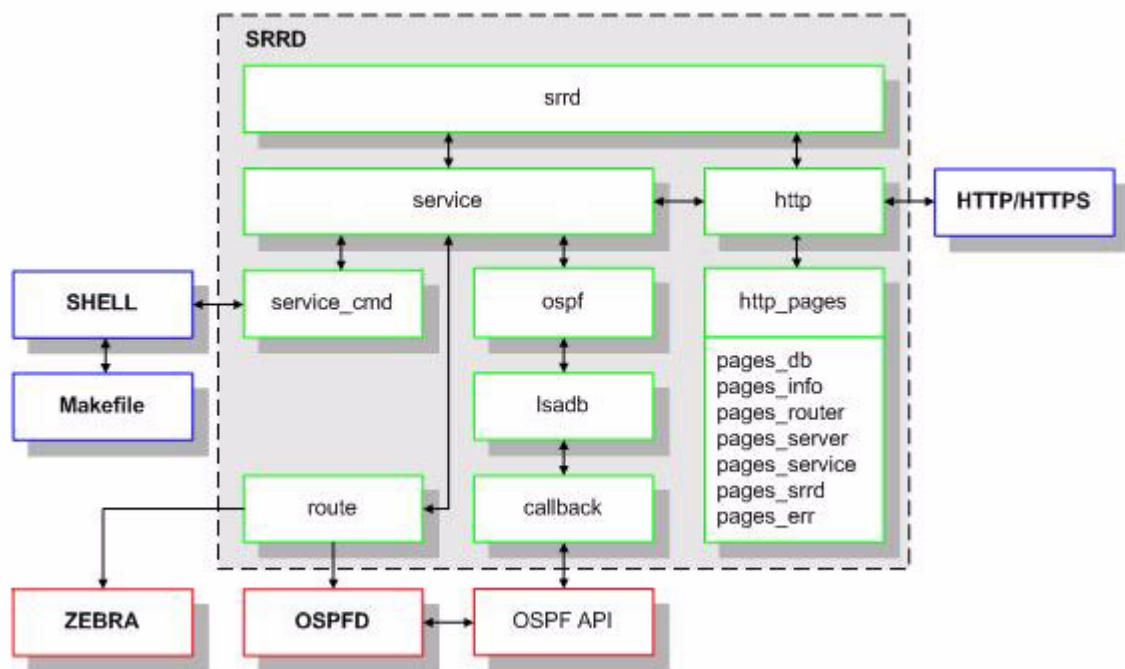 SRRD
srrd
service
http
HTTP/HTTPS
SHELL
service_cmd
ospf
http_pages
Makefile
lsadb
pages_db
pages_info
pages_router
pages_server
pages_service
pages_srrd
pages_err
route
callback
ZEBRA
OSPFD
OSPF API